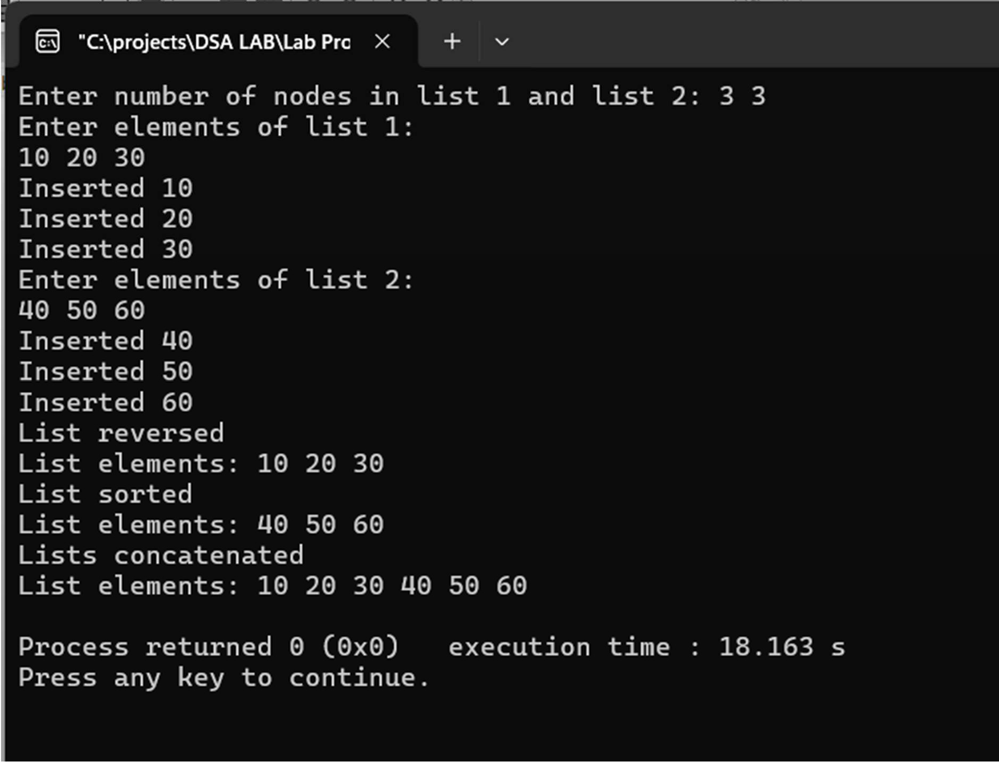 "C:\projects\DSA LAB\Lab Pro
Enter number of nodes in list 1 and list 2: 3 3
Enter elements of list 1:
10 20 30
Inserted 10
Inserted 20
Inserted 30
Enter elements of list 2:
40 50 60
Inserted 40
Inserted 50
Inserted 60
List reversed
List elements: 10 20 30
List sorted
List elements: 40 50 60
Lists concatenated
List elements: 10 20 30 40 50 60
Process returned 0 (0x0)   execution time : 18.163 s
Press any key to continue.